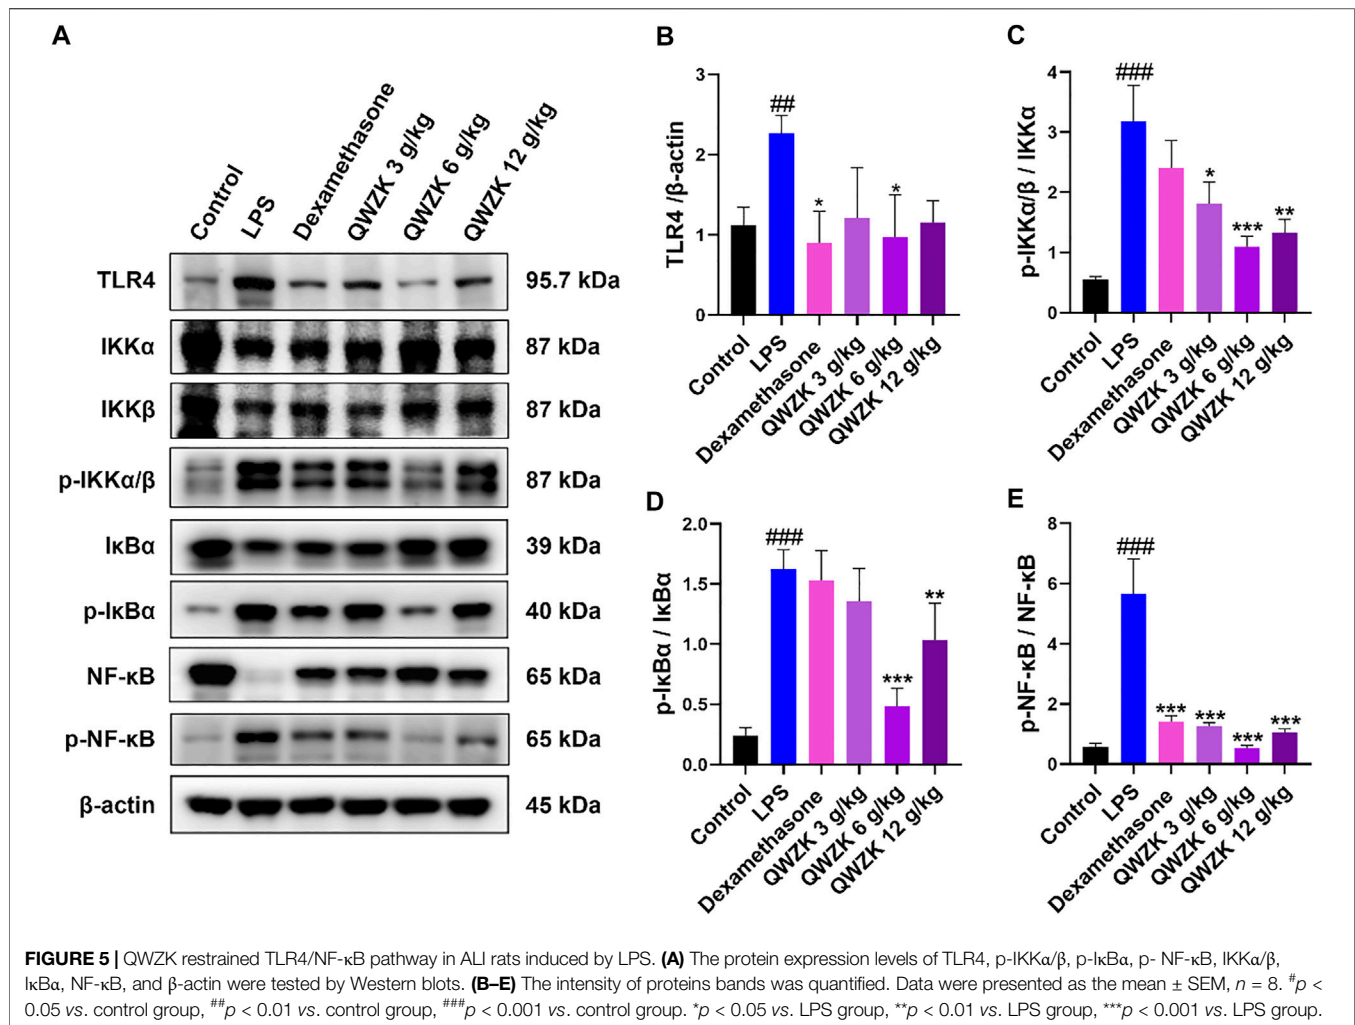 A
Control
LPS
Dexamethasone
QWZK 3 g/kg
QWZK 6 g/kg
QWZK 12 g/kg
TLR4 95.7 kDa
IKKα 87 kDa
IKKβ 87 kDa
p-IKKα/β 87 kDa
IκBα 39 kDa
p-IκBα 40 kDa
NF-κB 65 kDa
p-NF-κB 65 kDa
β-actin 45 kDa
B
TLR4 /β-actin
3
2
1
0
##
*
*
Control
LPS
Dexamethasone
QWZK 3 g/kg
QWZK 6 g/kg
QWZK 12 g/kg
C
p-IKKα/β / IKKα
4
3
2
1
0
###
*
***
**
Control
LPS
Dexamethasone
QWZK 3 g/kg
QWZK 6 g/kg
QWZK 12 g/kg
D
p-IκBα / IκBα
2.0
1.5
1.0
0.5
0.0
###
***
**
Control
LPS
Dexamethasone
QWZK 3 g/kg
QWZK 6 g/kg
QWZK 12 g/kg
E
p-NF-κB / NF-κB
8
6
4
2
0
###
***
***
***
***
Control
LPS
Dexamethasone
QWZK 3 g/kg
QWZK 6 g/kg
QWZK 12 g/kg
FIGURE 5 | QWZK restrained TLR4/NF-κB pathway in ALI rats induced by LPS. (A) The protein expression levels of TLR4, p-IKKα/β, p-IκBα, p- NF-κB, IKKα/β,
IκBα, NF-κB, and β-actin were tested by Western blots. (B–E) The intensity of proteins bands was quantified. Data were presented as the mean ± SEM, n = 8. #p <
0.05 vs. control group, ##p < 0.01 vs. control group, ###p < 0.001 vs. control group. *p < 0.05 vs. LPS group, **p < 0.01 vs. LPS group, ***p < 0.001 vs. LPS group.